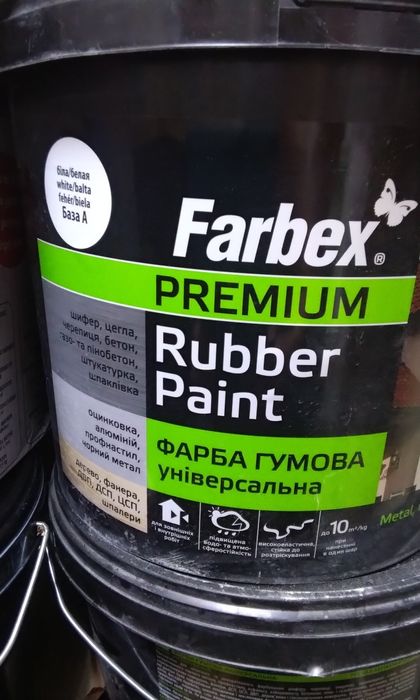 біла/белая
white/balta
fehér/biela
База А
Farbex®
PREMIUM
Rubber
Paint
шифер, цегла,
черепиця, бетон,
газо- та пінобетон,
штукатурка,
шпаклівка
оцинковка,
алюміній,
профнастил,
чорний метал
дерево, фанера,
ДВП, ДСП, ЦСП,
шпалери
ФАРБА ГУМОВА
універсальна
для зовнішніх
і внутрішніх
робіт
підвищена
водо- та атмо-
сферостійкість
високоеластична,
стійка до
розтріскування
до 10 м²/kg
при
нанесенні
в один шар
Metal,